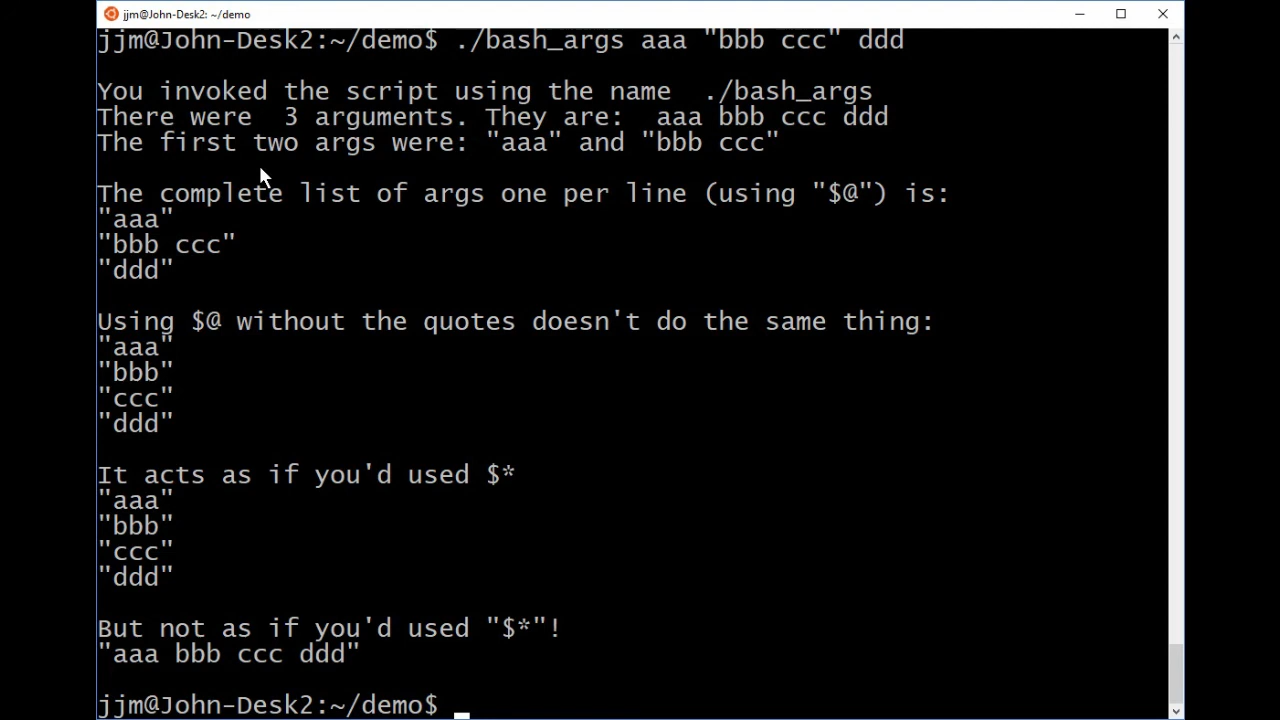 jjm@John-Desk2: ~/demo
jjm@John-Desk2:~/demo$ ./bash_args aaa "bbb ccc" ddd
You invoked the script using the name  ./bash_args
There were  3 arguments. They are:  aaa bbb ccc ddd
The first two args were: "aaa" and "bbb ccc"
The complete list of args one per line (using "$@") is:
"aaa"
"bbb ccc"
"ddd"
Using $@ without the quotes doesn't do the same thing:
"aaa"
"bbb"
"ccc"
"ddd"
It acts as if you'd used $*
"aaa"
"bbb"
"ccc"
"ddd"
But not as if you'd used "$*"!
"aaa bbb ccc ddd"
jjm@John-Desk2:~/demo$ _